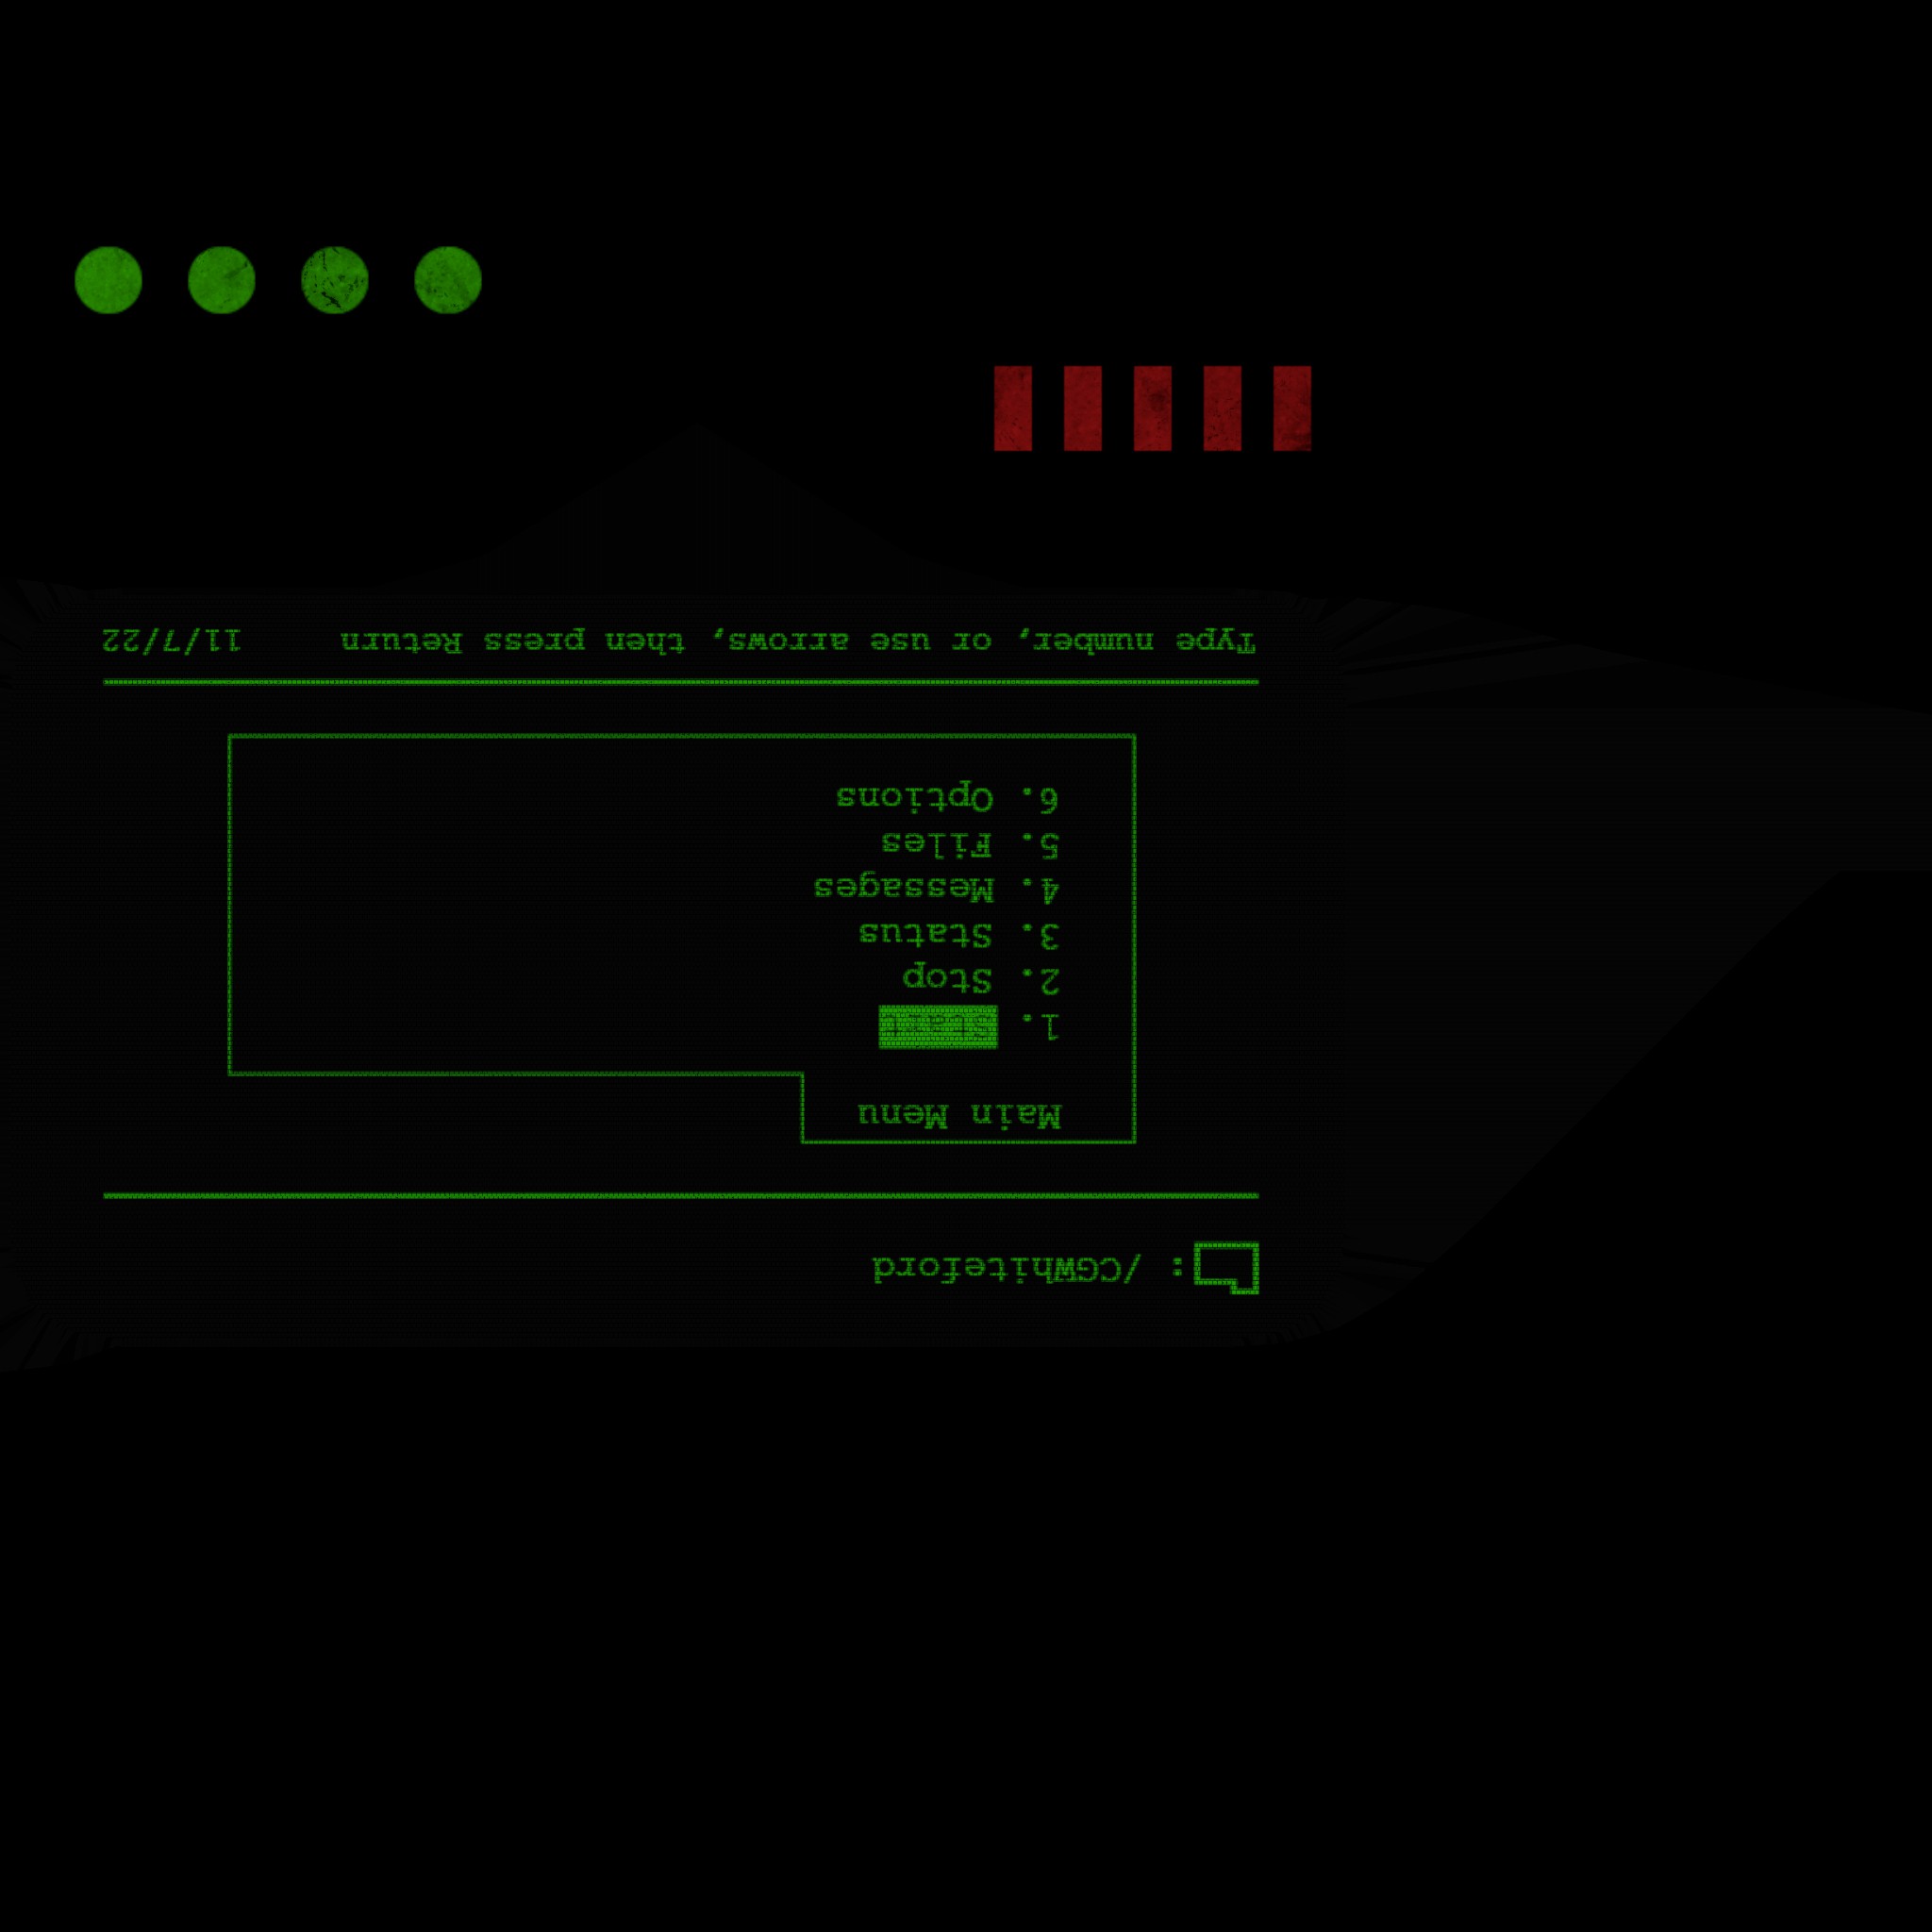 : /CGWhiteford
Main Menu
1.
2. Stop
3. Status
4. Messages
5. Files
6. Options
Type number, or use arrows, then press Return 11/7/22